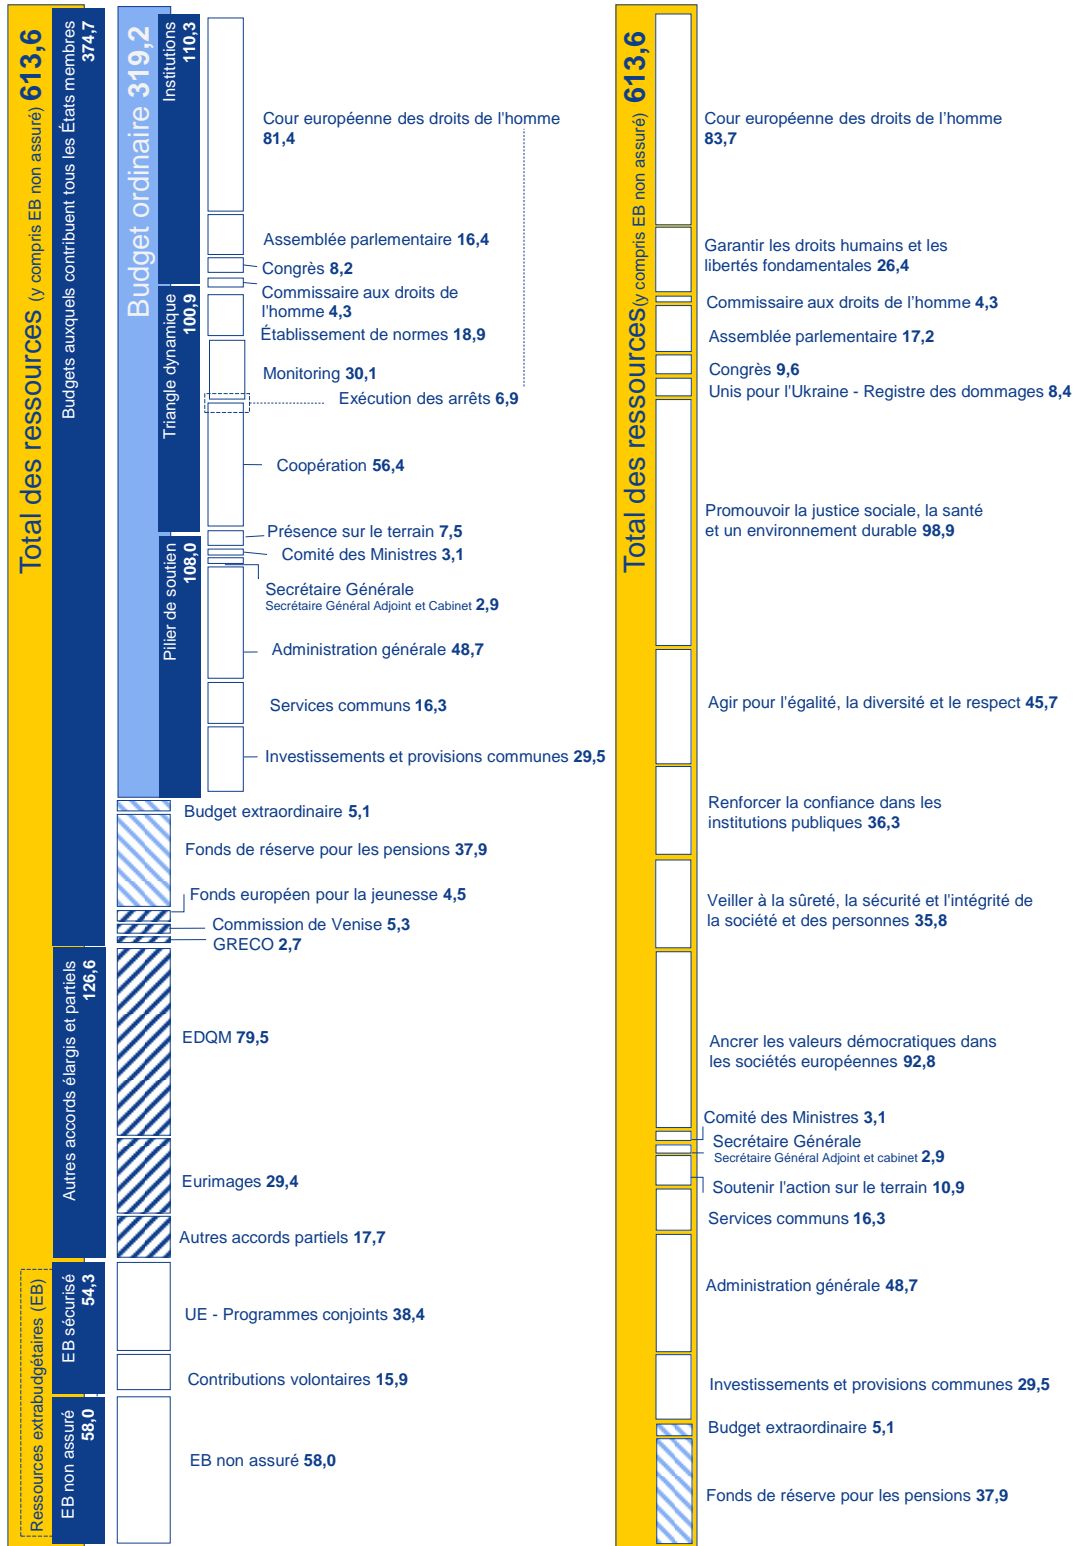 Total des ressources (y compris EB non assuré) 613,6
Budgets auxquels contribuent tous les États membres
374,7
Budget ordinaire 319,2
Institutions
110,3
Cour européenne des droits de l'homme
81,4
Assemblée parlementaire 16,4
Congrès 8,2
Commissaire aux droits de
l'homme 4,3
Triangle dynamique
100,9
Établissement de normes 18,9
Monitoring 30,1
Exécution des arrêts 6,9
Coopération 56,4
Présence sur le terrain 7,5
Pilier de soutien
108,0
Comité des Ministres 3,1
Secrétaire Générale
Secrétaire Général Adjoint et Cabinet 2,9
Administration générale 48,7
Services communs 16,3
Investissements et provisions communes 29,5
Budget extraordinaire 5,1
Fonds de réserve pour les pensions 37,9
Fonds européen pour la jeunesse 4,5
Commission de Venise 5,3
GRECO 2,7
Autres accords élargis et partiels
126,6
EDQM 79,5
Eurimages 29,4
Autres accords partiels 17,7
Ressources extrabudgétaires (EB)
EB sécurisé
54,3
UE - Programmes conjoints 38,4
Contributions volontaires 15,9
EB non assuré
58,0
EB non assuré 58,0
Total des ressources(y compris EB non assuré) 613,6
Cour européenne des droits de l'homme
83,7
Garantir les droits humains et les
libertés fondamentales 26,4
Commissaire aux droits de l'homme 4,3
Assemblée parlementaire 17,2
Congrès 9,6
Unis pour l'Ukraine - Registre des dommages 8,4
Promouvoir la justice sociale, la santé
et un environnement durable 98,9
Agir pour l'égalité, la diversité et le respect 45,7
Renforcer la confiance dans les
institutions publiques 36,3
Veiller à la sûreté, la sécurité et l'intégrité de
la société et des personnes 35,8
Ancrer les valeurs démocratiques dans
les sociétés européennes 92,8
Comité des Ministres 3,1
Secrétaire Générale
Secrétaire Général Adjoint et cabinet 2,9
Soutenir l'action sur le terrain 10,9
Services communs 16,3
Administration générale 48,7
Investissements et provisions communes 29,5
Budget extraordinaire 5,1
Fonds de réserve pour les pensions 37,9